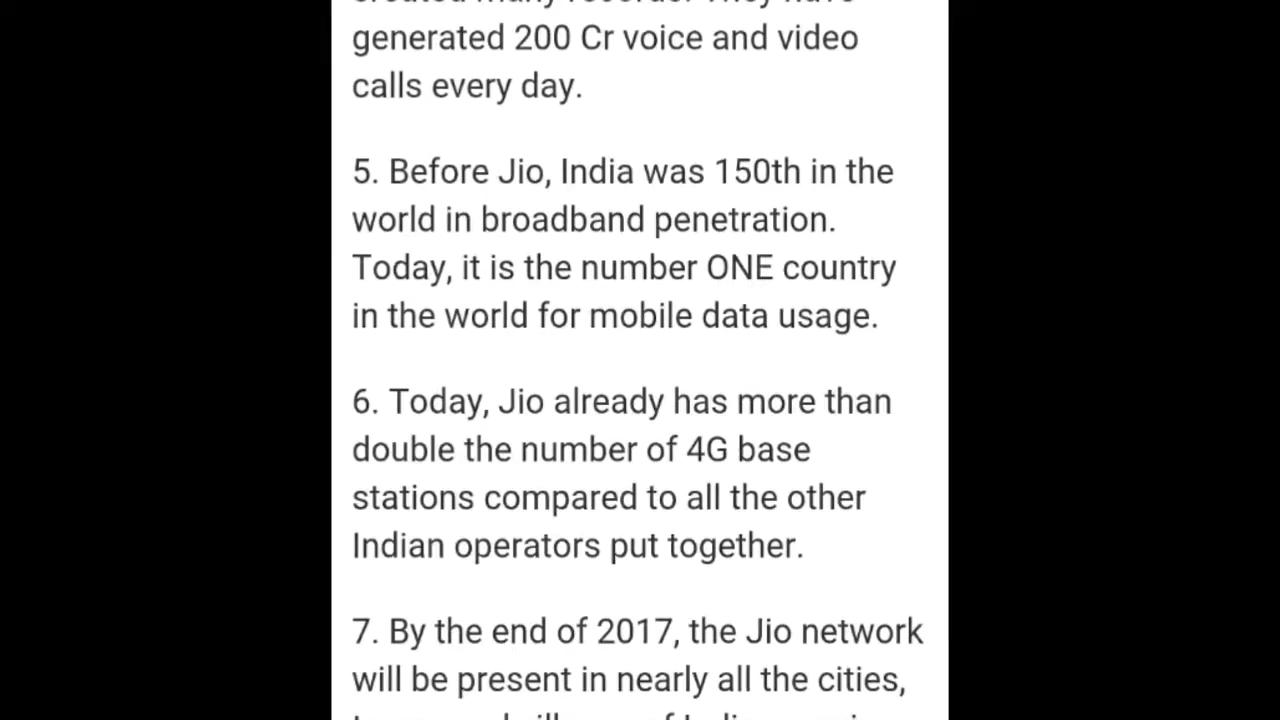 generated 200 Cr voice and video
calls every day.
5. Before Jio, India was 150th in the
world in broadband penetration.
Today, it is the number ONE country
in the world for mobile data usage.
6. Today, Jio already has more than
double the number of 4G base
stations compared to all the other
Indian operators put together.
7. By the end of 2017, the Jio network
will be present in nearly all the cities,